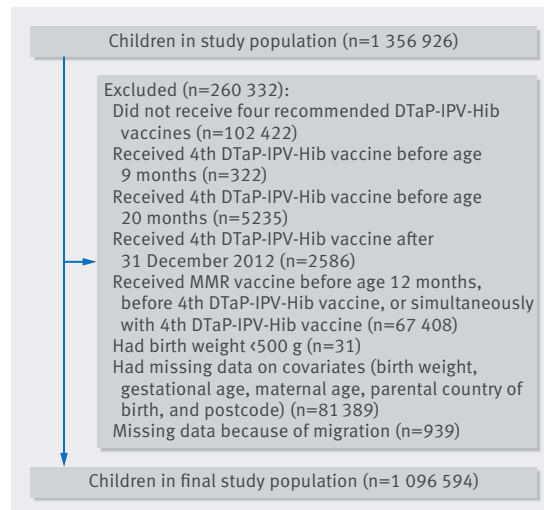 Children in study population (n=1 356 926)
Excluded (n=260 332):
Did not receive four recommended DTaP-IPV-Hib
vaccines (n=102 422)
Received 4th DTaP-IPV-Hib vaccine before age
9 months (n=322)
Received 4th DTaP-IPV-Hib vaccine before age
20 months (n=5235)
Received 4th DTaP-IPV-Hib vaccine after
31 December 2012 (n=2586)
Received MMR vaccine before age 12 months,
before 4th DTaP-IPV-Hib vaccine, or simultaneously
with 4th DTaP-IPV-Hib vaccine (n=67 408)
Had birth weight <500 g (n=31)
Had missing data on covariates (birth weight,
gestational age, maternal age, parental country of
birth, and postcode) (n=81 389)
Missing data because of migration (n=939)
Children in final study population (n=1 096 594)